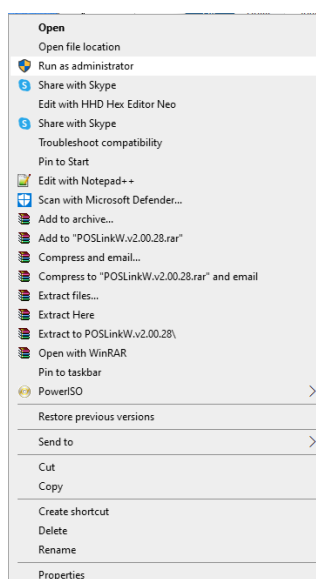 Open
Open file location
Run as administrator
Share with Skype
Edit with HHD Hex Editor Neo
Share with Skype
Troubleshoot compatibility
Pin to Start
Edit with Notepad++
Scan with Microsoft Defender...
Add to archive...
Add to "POSLinkW.v2.00.28.rar"
Compress and email...
Compress to "POSLinkW.v2.00.28.rar" and email
Extract files...
Extract Here
Extract to POSLinkW.v2.00.28\
Open with WinRAR
Pin to taskbar
PowerISO
Restore previous versions
Send to
Cut
Copy
Create shortcut
Delete
Rename
Properties